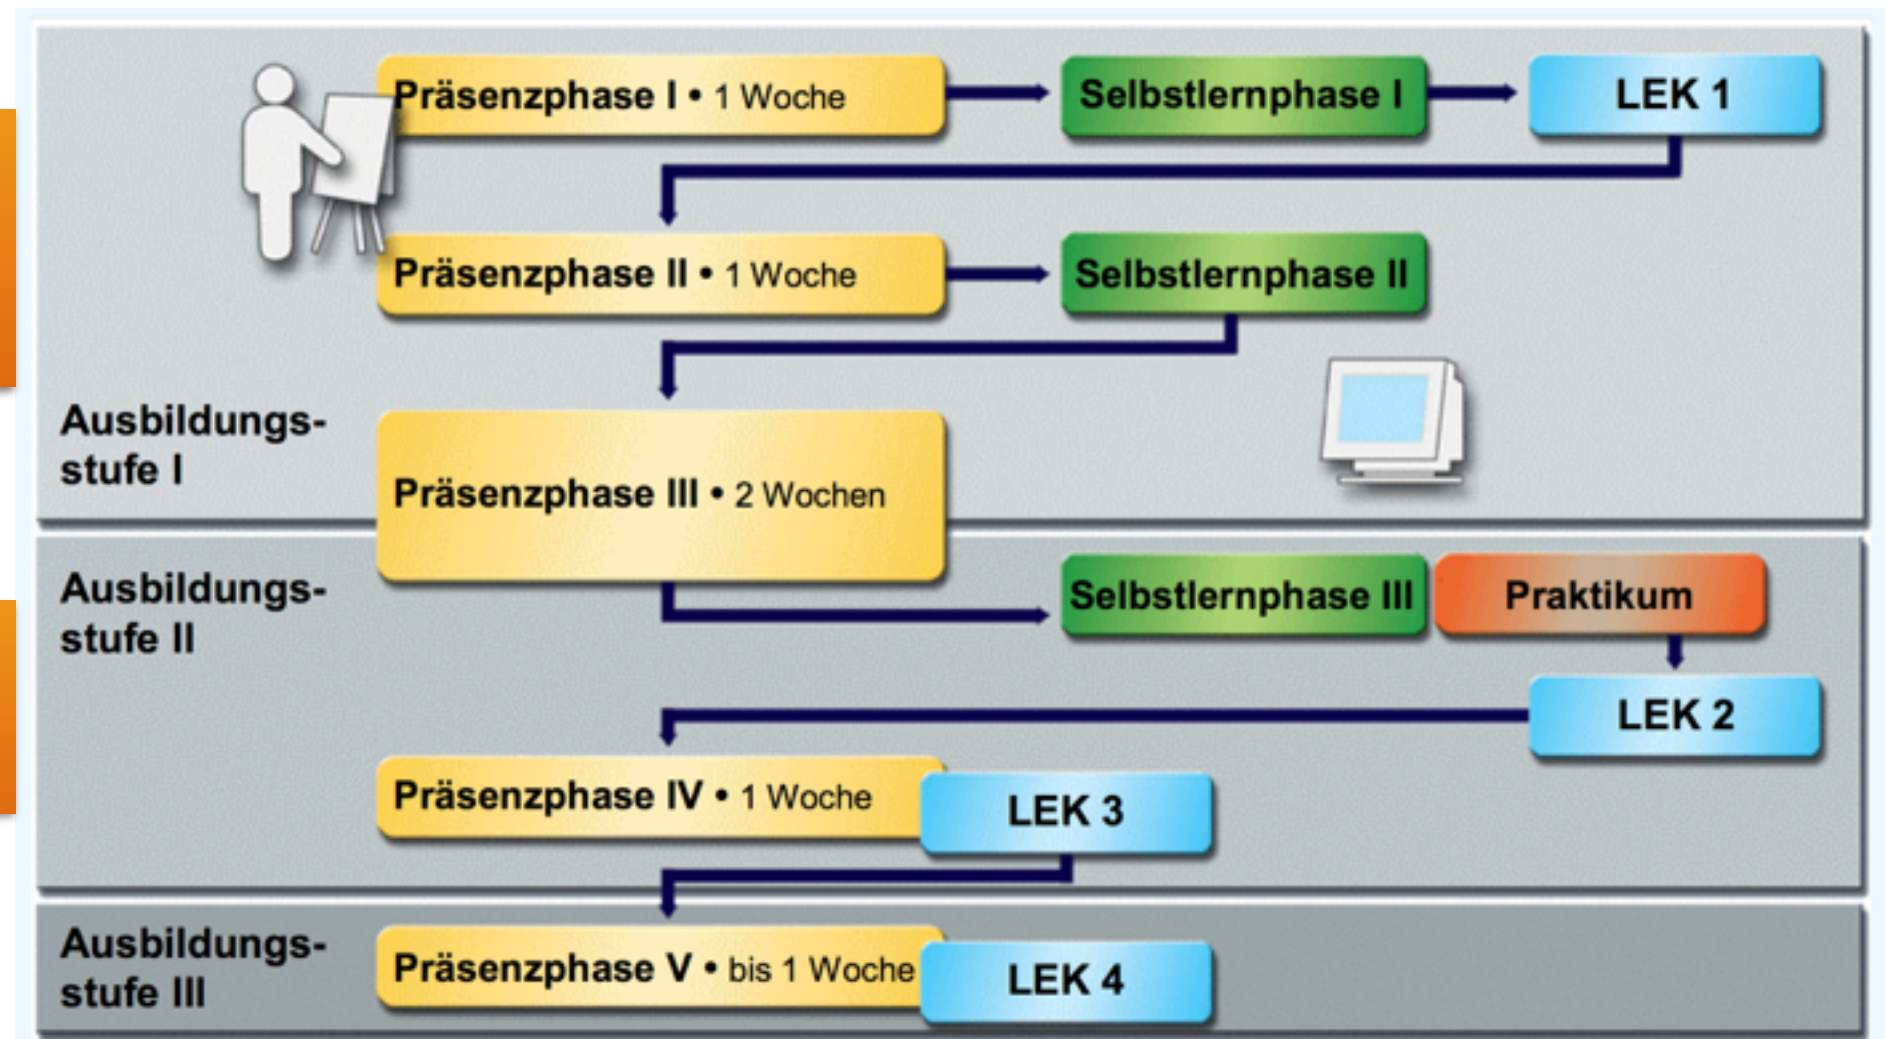 Präsenzphase I • 1 Woche
Selbstlernphase I
LEK 1
Präsenzphase II • 1 Woche
Selbstlernphase II
Ausbildungs-
stufe I
Präsenzphase III • 2 Wochen
Ausbildungs-
stufe II
Selbstlernphase III
Praktikum
LEK 2
Präsenzphase IV • 1 Woche
LEK 3
Ausbildungs-
stufe III
Präsenzphase V • bis 1 Woche
LEK 4